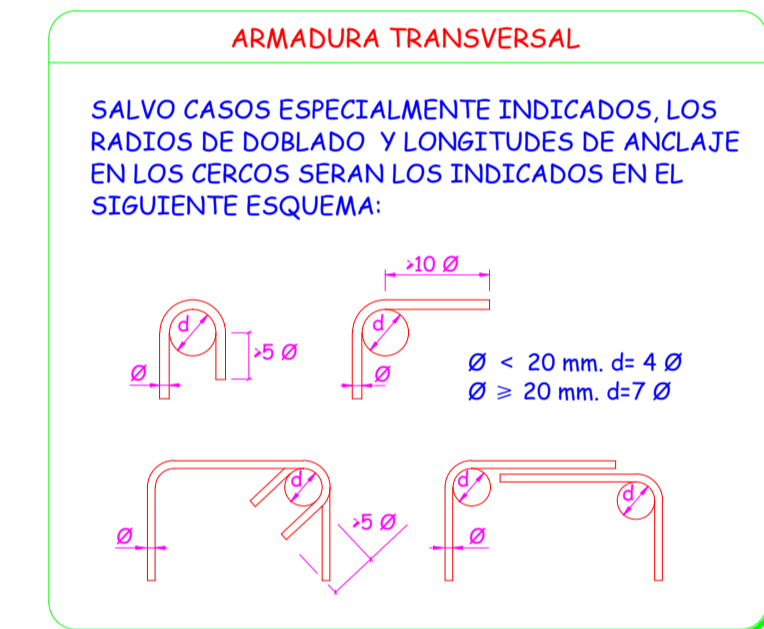 ARMADURA TRANSVERSAL
SALVO CASOS ESPECIALMENTE INDICADOS, LOS
RADIOS DE DOBLADO Y LONGITUDES DE ANCLAJE
EN LOS CERCOS SERAN LOS INDICADOS EN EL
SIGUIENTE ESQUEMA:
>10 Ø
d
d
>5 Ø
Ø
Ø
Ø < 20 mm. d= 4 Ø
Ø ⩾ 20 mm. d=7 Ø
d
d
d
>5 Ø
Ø
Ø